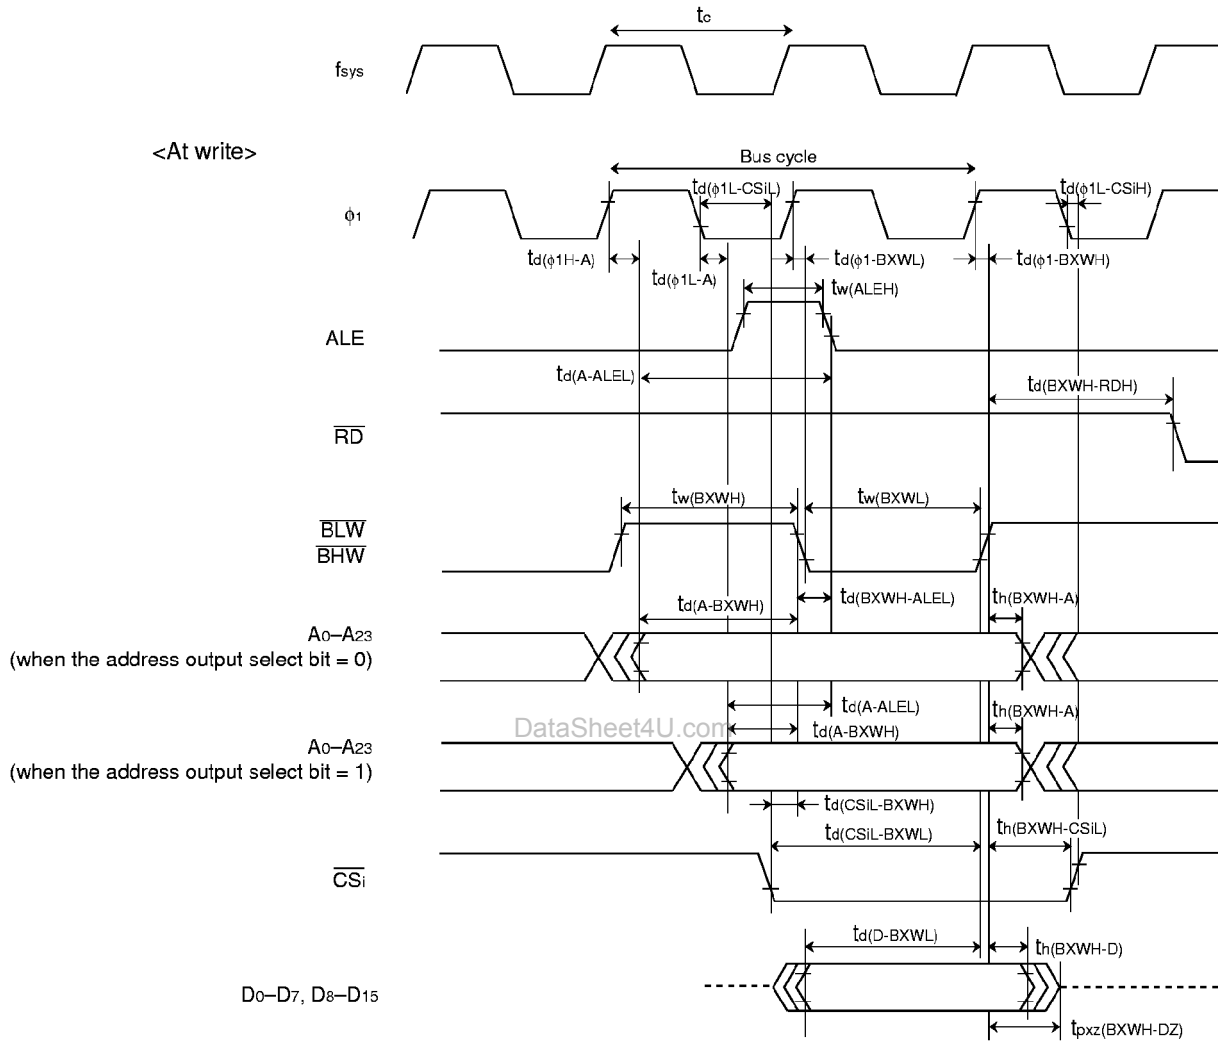 tc
fsys
<At write>
Bus cycle
td(φ1L-CSiL)
td(φ1L-CSiH)
φ1
td(φ1H-A)
td(φ1-BXWL)
td(φ1-BXWH)
td(φ1L-A)
tw(ALEH)
ALE
td(A-ALEL)
td(BXWH-RDH)
RD
tw(BXWH)
tw(BXWL)
BLW
BHW
td(BXWH-ALEL)
td(A-BXWH)
th(BXWH-A)
A0–A23
(when the address output select bit = 0)
td(A-ALEL)
th(BXWH-A)
DataSheet4U.com
td(A-BXWH)
A0–A23
(when the address output select bit = 1)
td(CSiL-BXWH)
td(CSiL-BXWL)
th(BXWH-CSiL)
CSi
td(D-BXWL)
th(BXWH-D)
D0–D7, D8–D15
tpxz(BXWH-DZ)